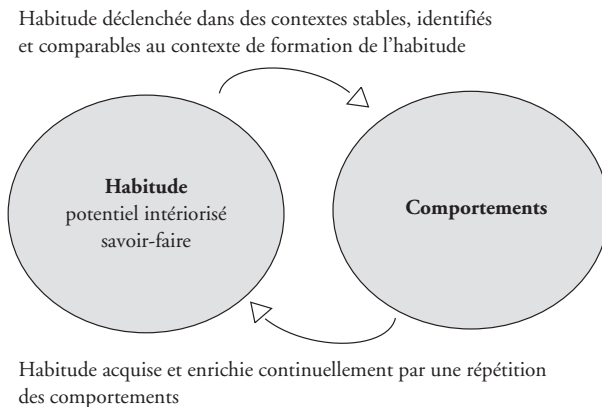 Habitude déclenchée dans des contextes stables, identifiés
et comparables au contexte de formation de l’habitude
Habitude
potentiel intériorisé
savoir-faire
Comportements
Habitude acquise et enrichie continuellement par une répétition
des comportements